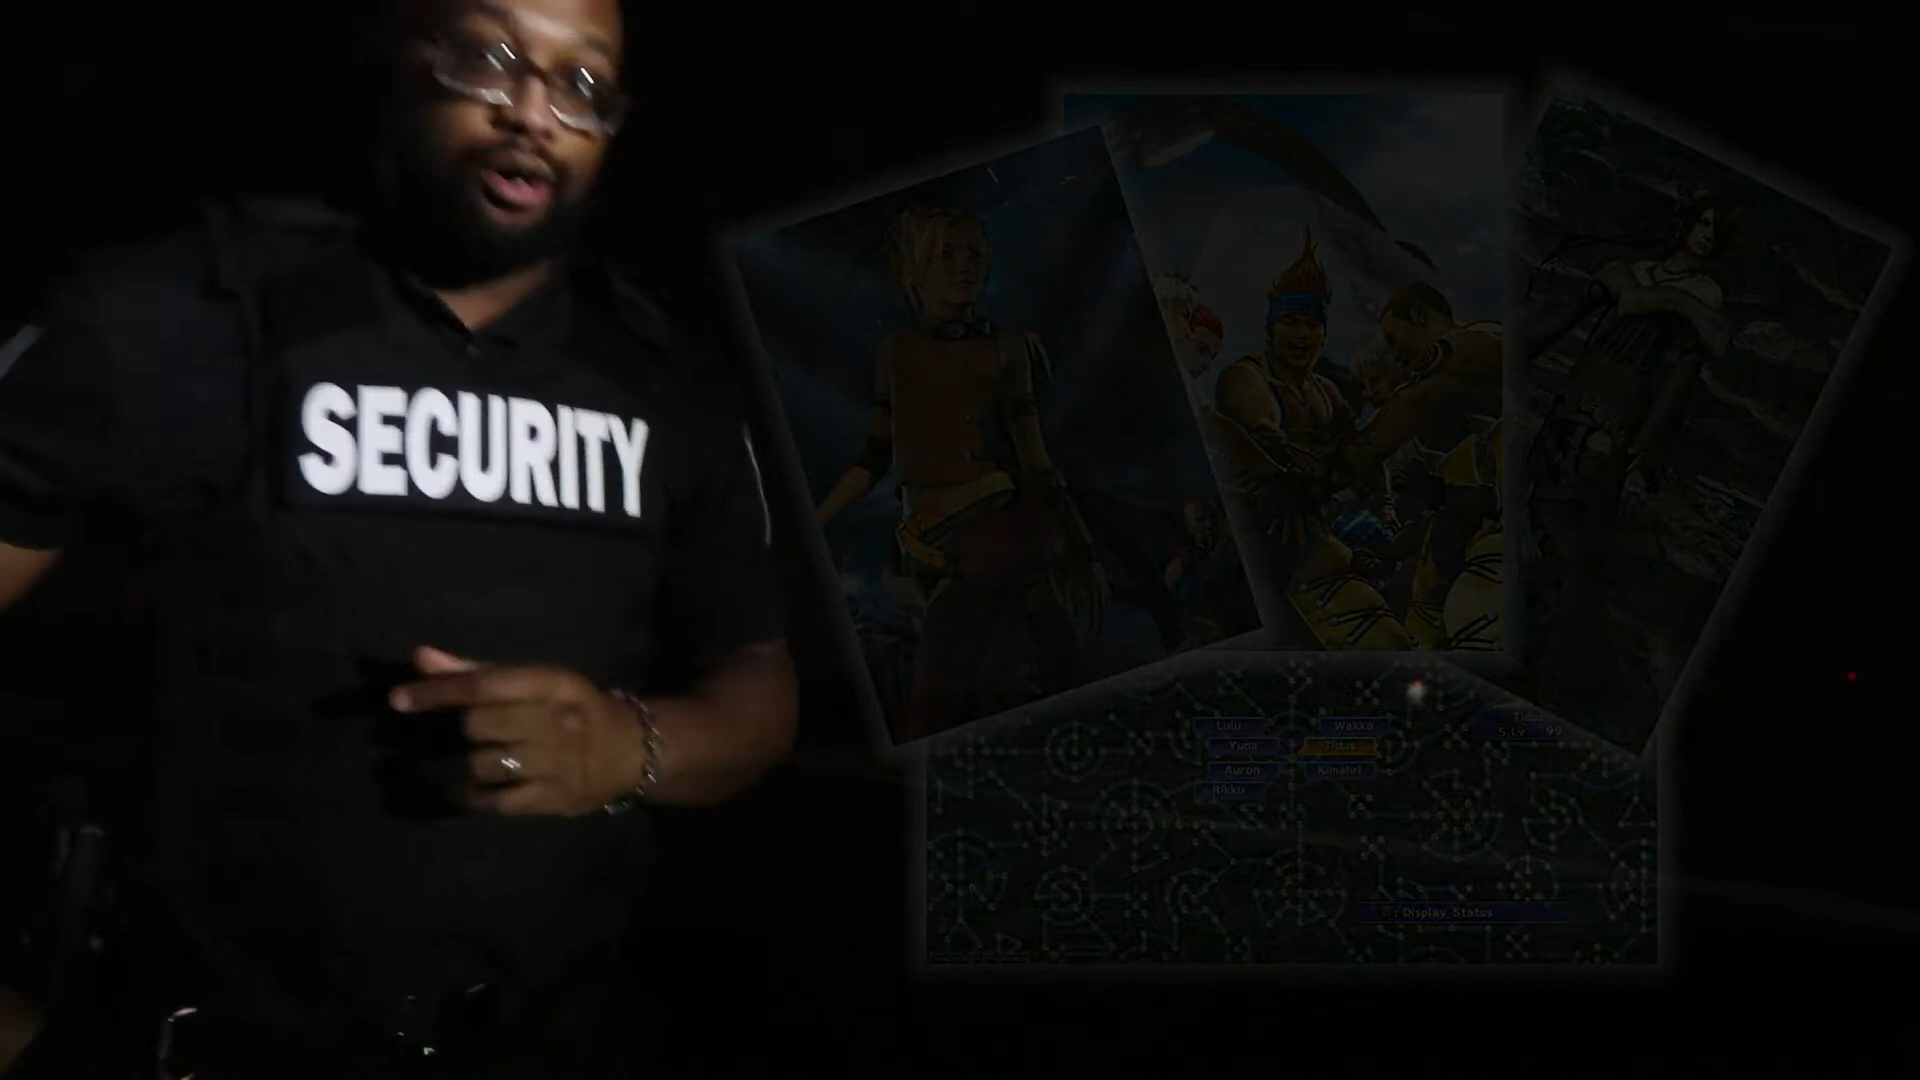 SECURITY
Lulu
Wakka
Tidus
S.Lv 99
Yuna
Tidus
Auron
Kimahri
Rikku
: Display Status